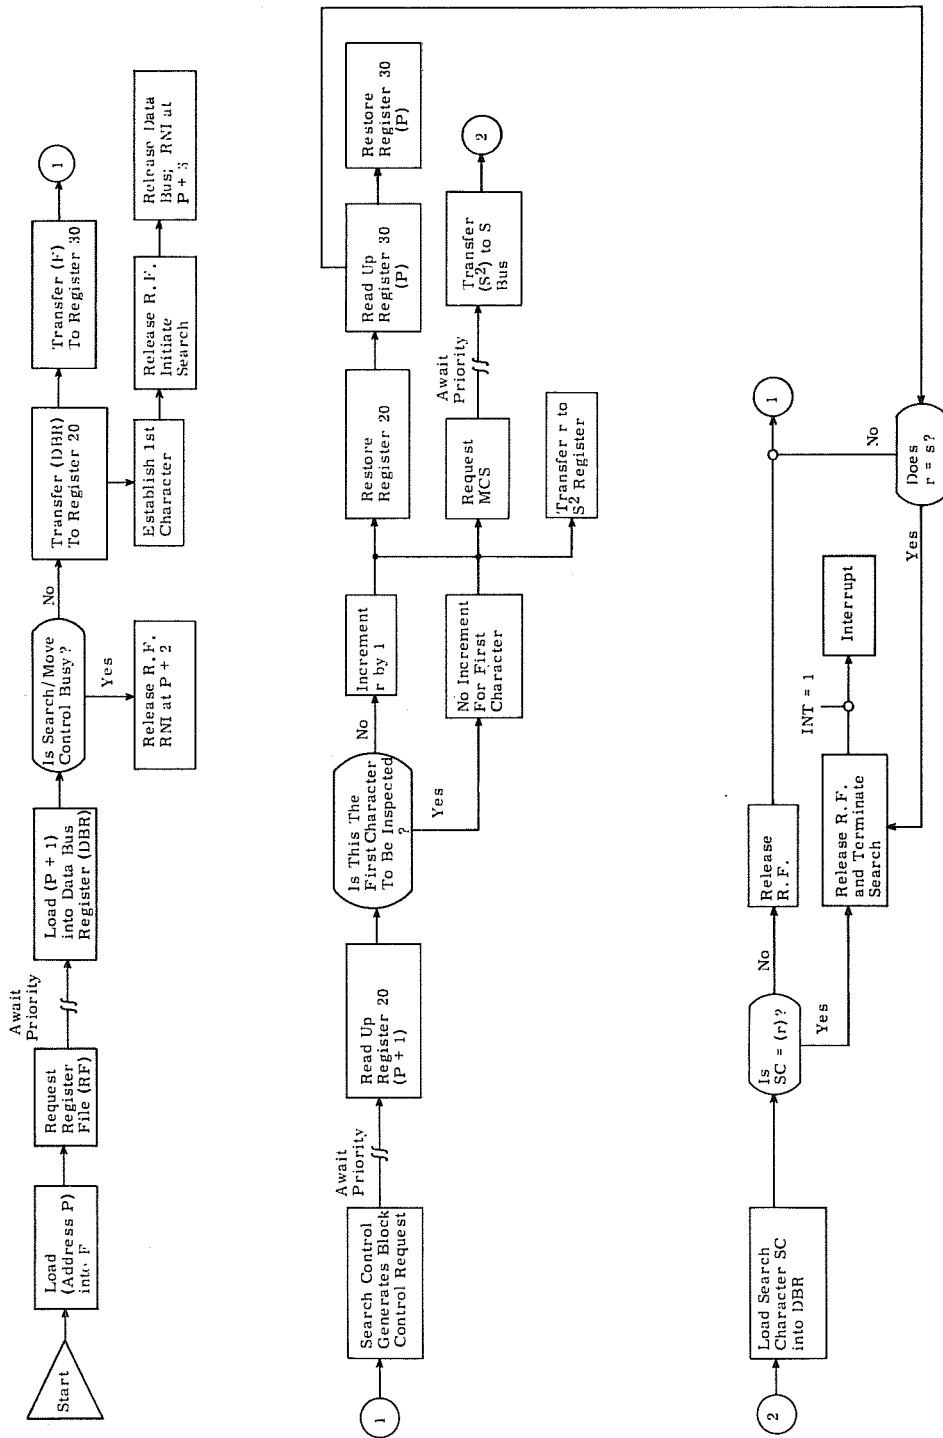 Start
Load
(Address P)
into F
Request
Register
File (RF)
Await
Priority
Load (P + 1)
into Data Bus
Register (DBR)
Is Search/Move
Control Busy?
No
Yes
Release R. F.
RNI at P + 2
Transfer (DBR)
To Register 20
Transfer (F)
To Register 30
1
Establish 1st
Character
Release R. F.
Initiate
Search
Release Data
Bus; RNI at
P + 3
1
Search Control
Generates Block
Control Request
Await
Priority
Read Up
Register 20
(P + 1)
Is This The
First Character
To Be Inspected
?
No
Yes
Increment
r by 1
No Increment
For First
Character
Restore
Register 20
Read Up
Register 30
(P)
Restore
Register 30
(P)
Request
MCS
Await
Priority
Transfer
(S²) to S
Bus
2
Transfer r to
S² Register
2
Load Search
Character SC
into DBR
Is
SC = (r)?
No
Yes
Release
R. F.
1
Release R. F.
and Terminate
Search
INT = 1
Interrupt
No
Does
r = s?
Yes